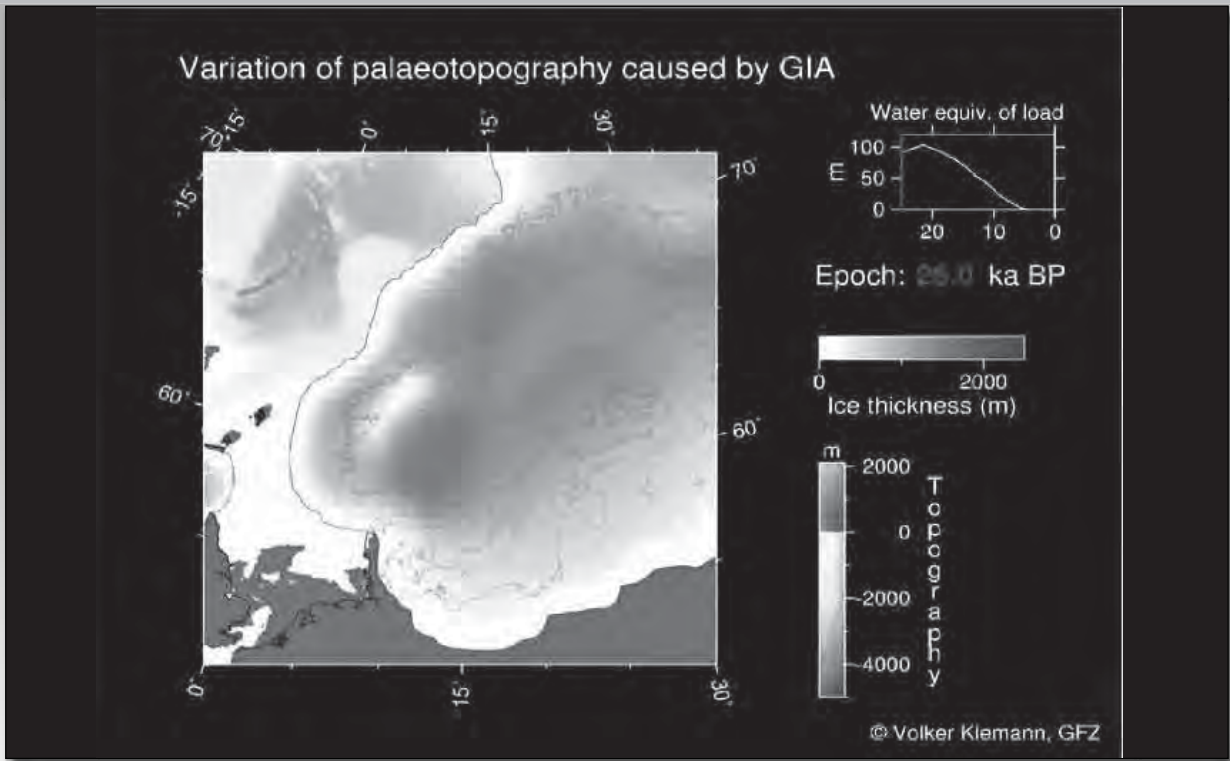 Variation of palaeotopography caused by GIA
70°
-15°
0°
15°
30°
-15°
70°
60°
60°
0°
15°
30°
Water equiv. of load
100
50
0
m
20 10 0
Epoch: 26.0 ka BP
0 2000
Ice thickness (m)
m
2000
0
-2000
-4000
Topography
© Volker Klemann, GFZ